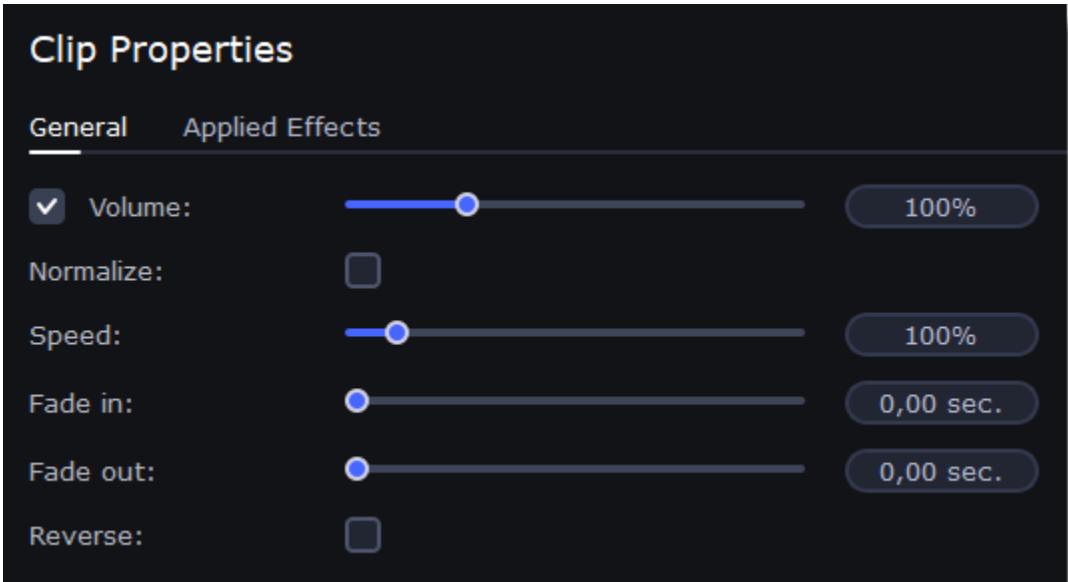 Clip Properties
General Applied Effects
Volume: 100%
Normalize:
Speed: 100%
Fade in: 0,00 sec.
Fade out: 0,00 sec.
Reverse: